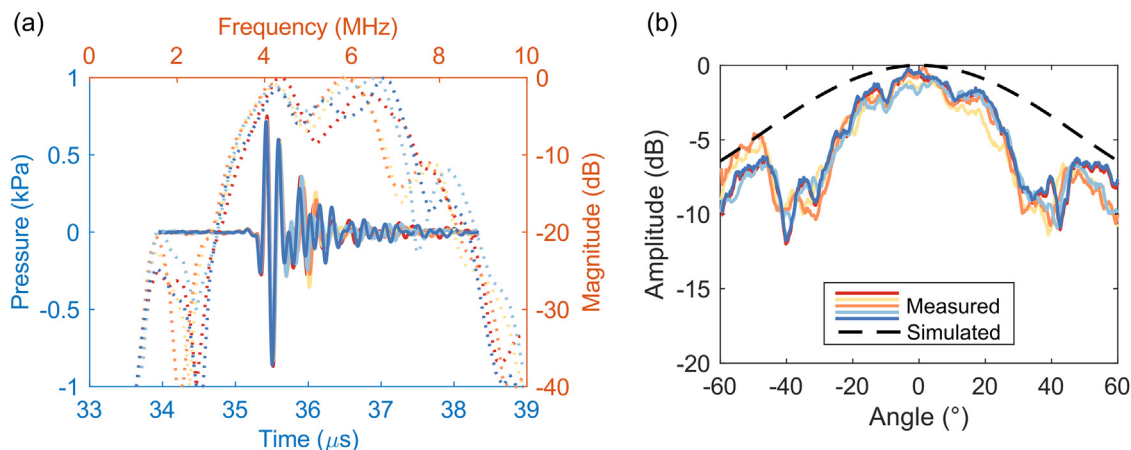 (a)
Frequency (MHz)
0 2 4 6 8 10
Pressure (kPa)
1
0.5
0
-0.5
-1
Magnitude (dB)
0
-10
-20
-30
-40
33 34 35 36 37 38 39
Time (μs)
(b)
Amplitude (dB)
0
-5
-10
-15
-20
Measured
Simulated
-60 -40 -20 0 20 40 60
Angle (°)